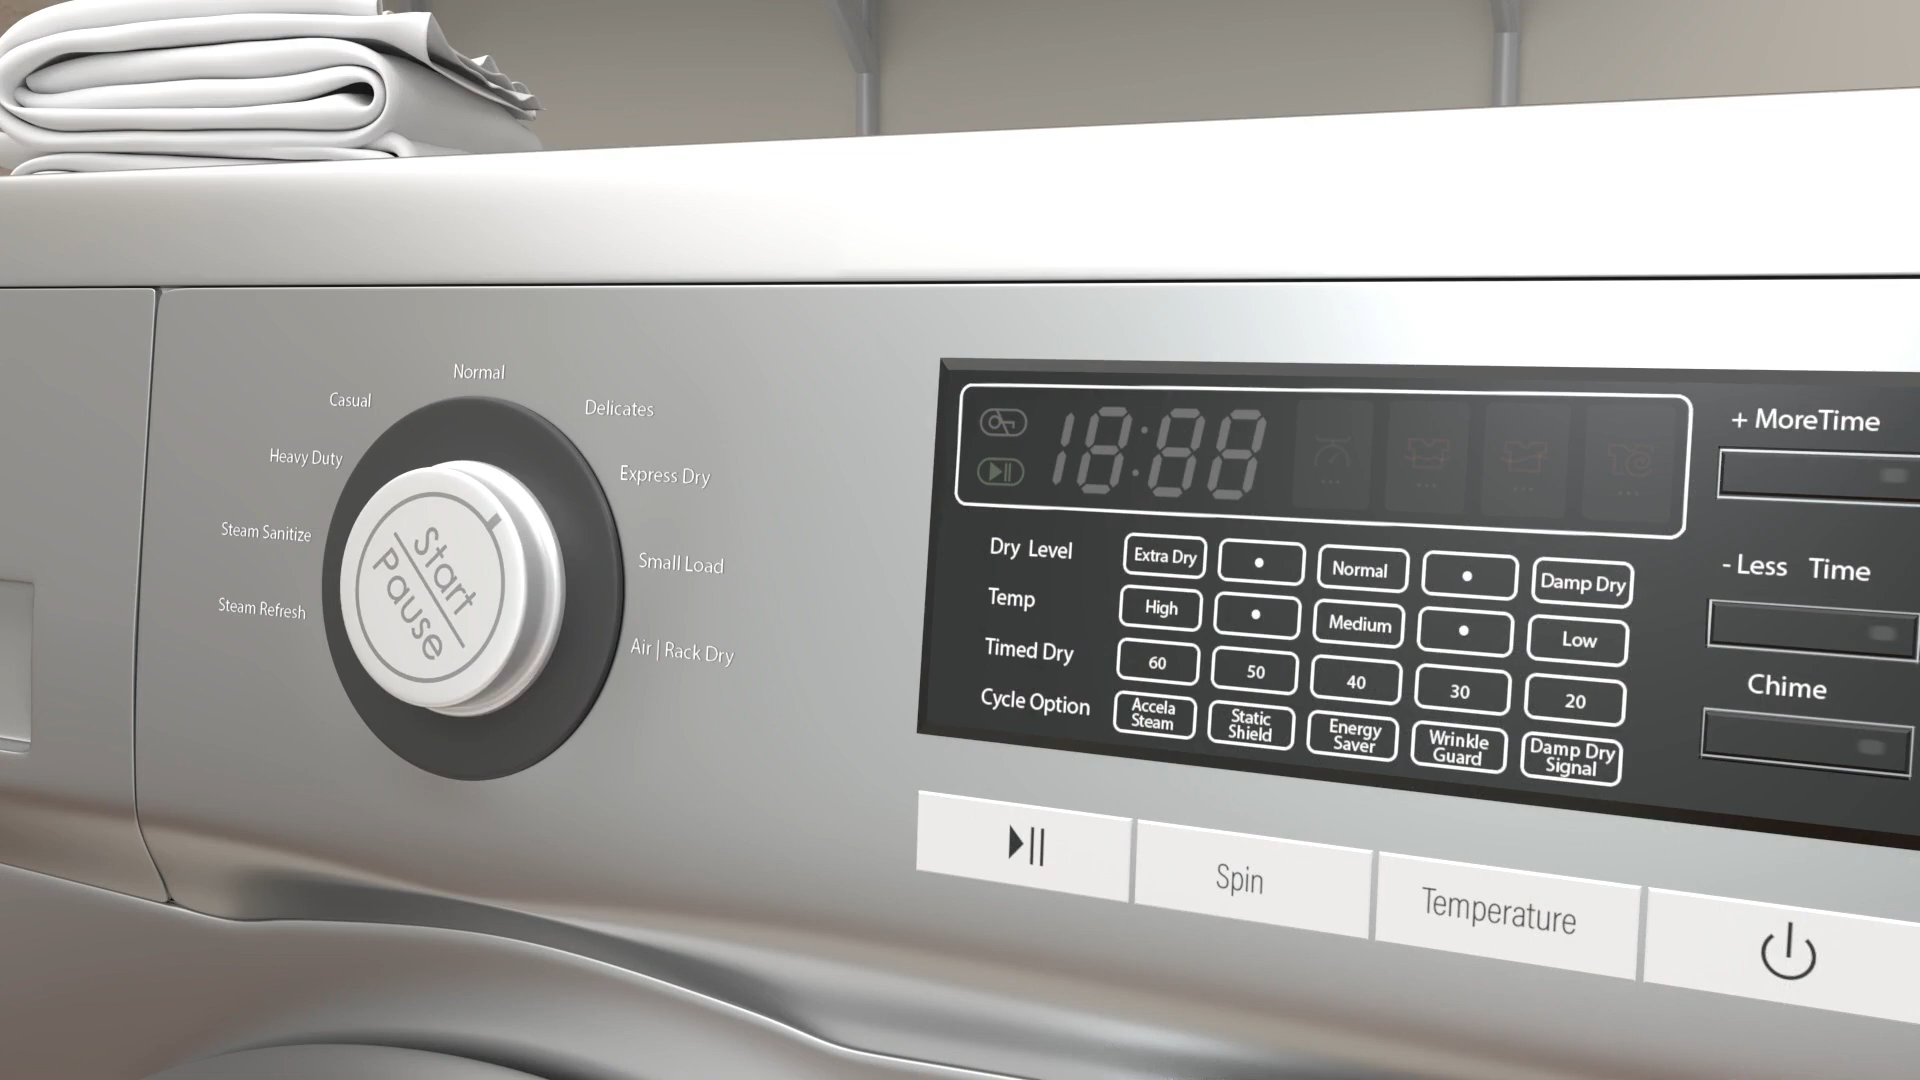 Normal
Casual
Delicates
Heavy Duty
Express Dry
Steam Sanitize
Small Load
Steam Refresh
Air | Rack Dry
Start
Pause
18:88
+ MoreTime
- Less Time
Chime
Dry Level
Extra Dry
•
Normal
•
Damp Dry
Temp
High
•
Medium
•
Low
Timed Dry
60
50
40
30
20
Cycle Option
Accela
Steam
Static
Shield
Energy
Saver
Wrinkle
Guard
Damp Dry
Signal
Spin
Temperature